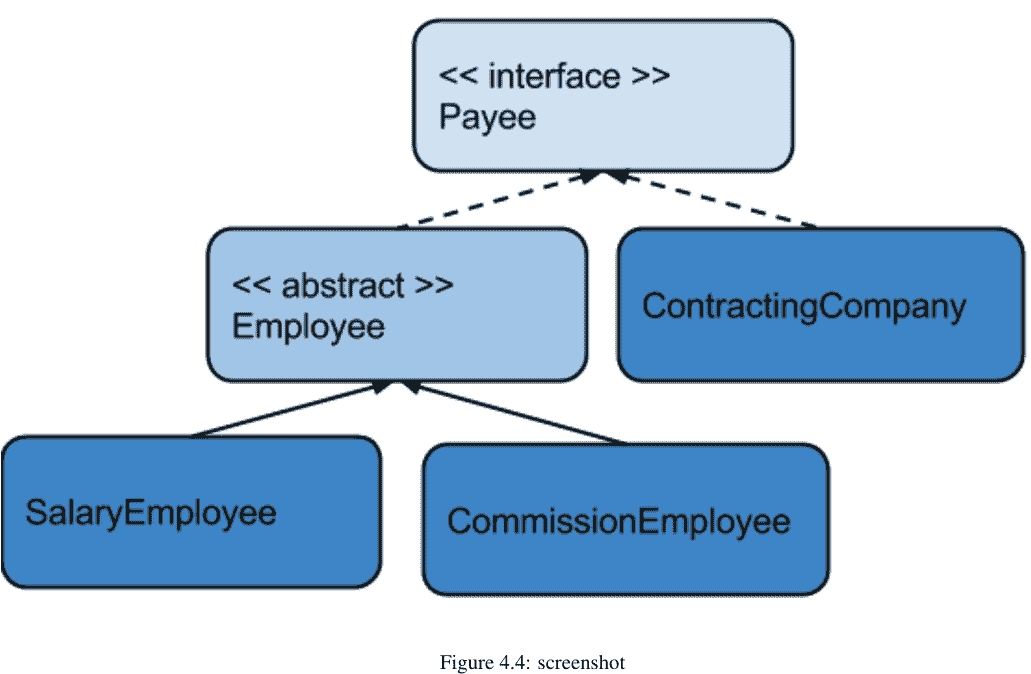 << interface >>
Payee
<< abstract >>
Employee
ContractingCompany
SalaryEmployee
CommissionEmployee
Figure 4.4: screenshot